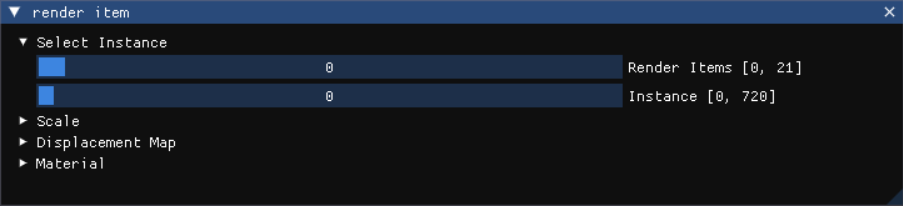 render item
Select Instance
0 Render Items [0, 21]
0 Instance [0, 720]
Scale
Displacement Map
Material